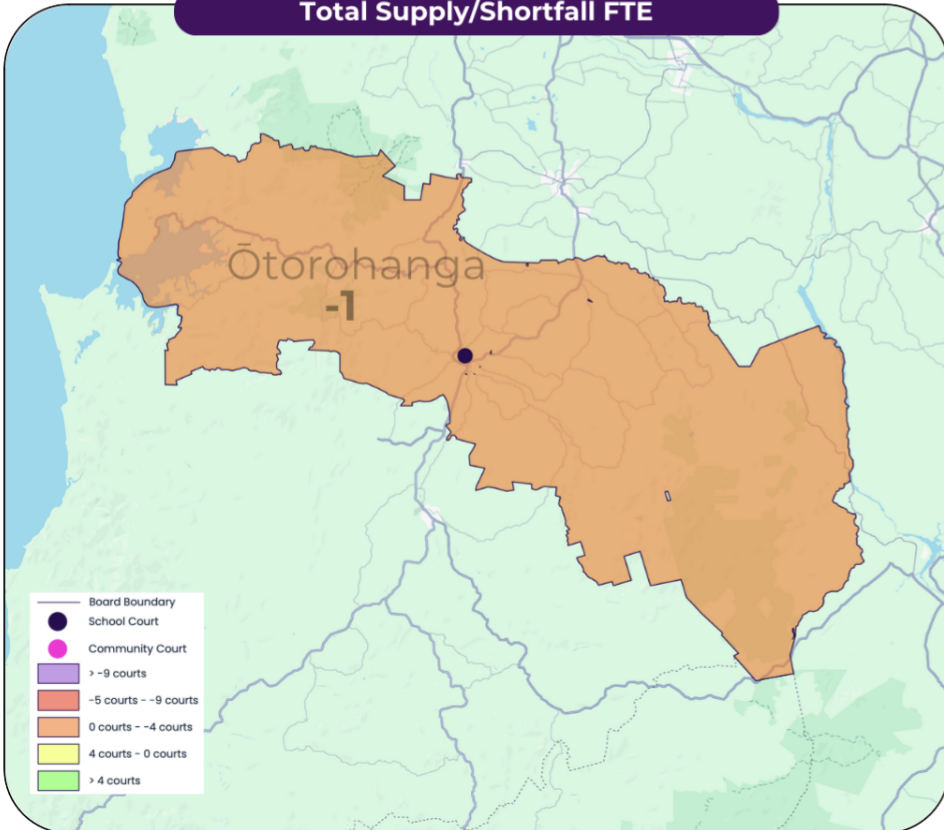 Total Supply/Shortfall FTE
Ōtorohanga
-1
Board Boundary
School Court
Community Court
> -9 courts
-5 courts - -9 courts
0 courts - -4 courts
4 courts - 0 courts
> 4 courts